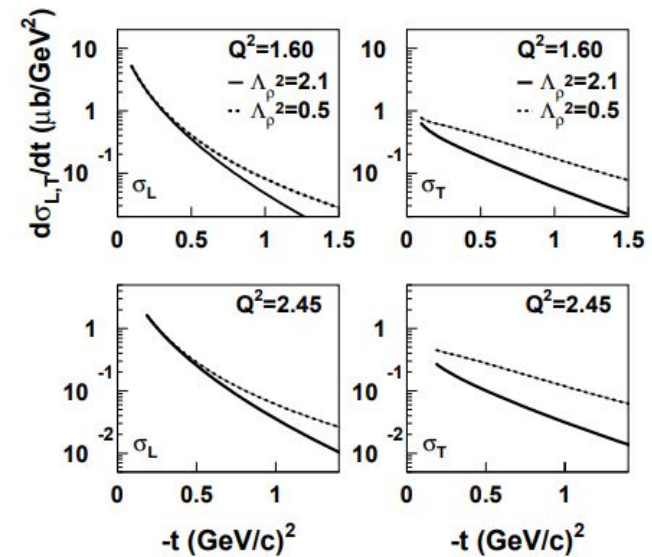 dσL,T/dt (μb/GeV²)
10
1
10⁻¹
Q²=1.60
Λρ²=2.1
Λρ²=0.5
σL
0 0.5 1 1.5
Q²=1.60
Λρ²=2.1
Λρ²=0.5
10
1
10⁻¹
σT
0 0.5 1 1.5
1
10⁻¹
10⁻²
Q²=2.45
σL
0 0.5 1
-t (GeV/c)²
1
10⁻¹
10⁻²
Q²=2.45
σT
0 0.5 1
-t (GeV/c)²